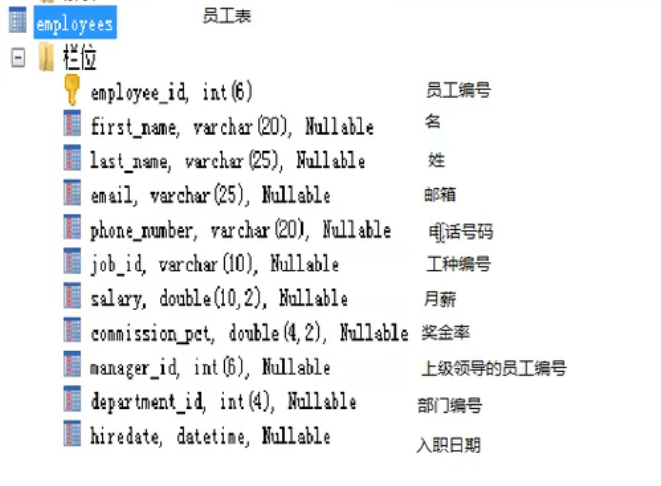 employees 员工表
栏位
employee_id, int(6) 员工编号
first_name, varchar(20), Nullable 名
last_name, varchar(25), Nullable 姓
email, varchar(25), Nullable 邮箱
phone_number, varchar(20), Nullable 电话号码
job_id, varchar(10), Nullable 工种编号
salary, double(10,2), Nullable 月薪
commission_pct, double(4,2), Nullable 奖金率
manager_id, int(6), Nullable 上级领导的员工编号
department_id, int(4), Nullable 部门编号
hiredate, datetime, Nullable 入职日期